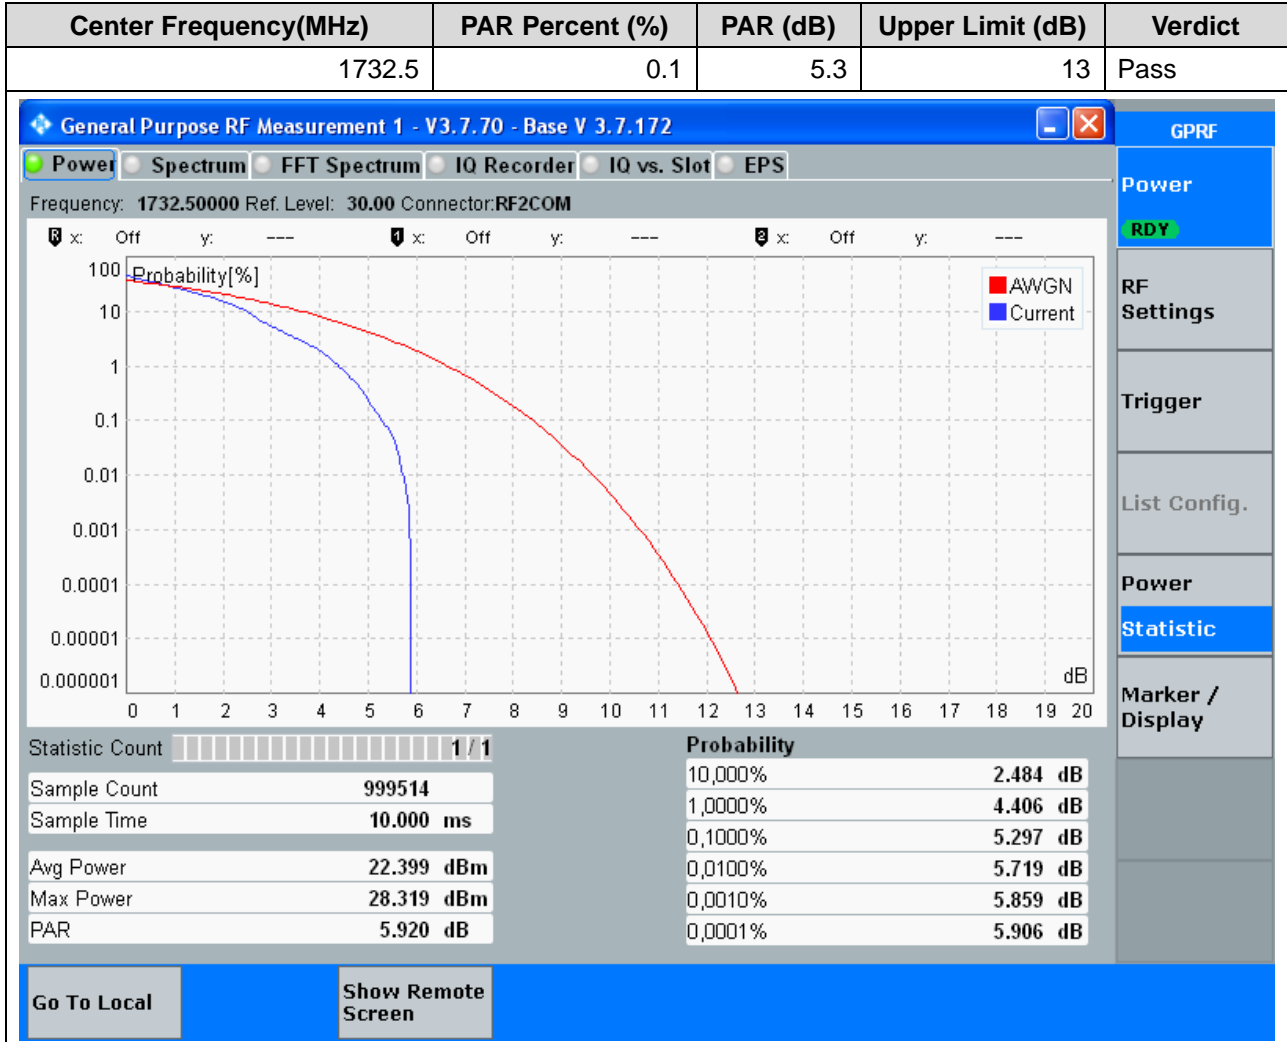 Center Frequency(MHz) PAR Percent (%) PAR (dB) Upper Limit (dB) Verdict
1732.5 0.1 5.3 13 Pass
General Purpose RF Measurement 1 - V3.7.70 - Base V 3.7.172
GPRF
Power Spectrum FFT Spectrum IQ Recorder IQ vs. Slot EPS
Power
RDY
Frequency: 1732.50000 Ref. Level: 30.00 Connector:RF2COM
R x: Off y: --- 1 x: Off y: --- 2 x: Off y: ---
Probability[%]
AWGN
Current
100
10
1
0.1
0.01
0.001
0.0001
0.00001
0.000001
dB
0 1 2 3 4 5 6 7 8 9 10 11 12 13 14 15 16 17 18 19 20
RF
Settings
Trigger
List Config.
Power
Statistic
Marker /
Display
Statistic Count 1 / 1
Sample Count 999514
Sample Time 10.000 ms
Avg Power 22.399 dBm
Max Power 28.319 dBm
PAR 5.920 dB
Probability
10,000% 2.484 dB
1,0000% 4.406 dB
0,1000% 5.297 dB
0,0100% 5.719 dB
0,0010% 5.859 dB
0,0001% 5.906 dB
Go To Local
Show Remote
Screen